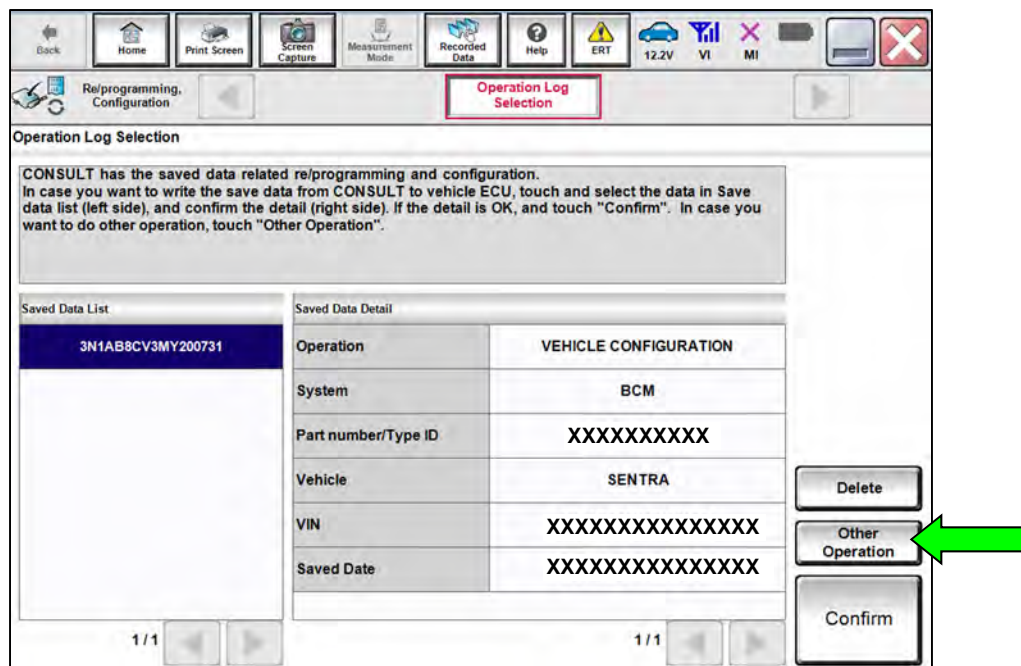 Back
Home
Print Screen
Screen
Capture
Measurement
Mode
Recorded
Data
Help
ERT
12.2V
VI
MI
Re/programming,
Configuration
Operation Log
Selection
Operation Log Selection
CONSULT has the saved data related re/programming and configuration.
In case you want to write the save data from CONSULT to vehicle ECU, touch and select the data in Save
data list (left side), and confirm the detail (right side). If the detail is OK, and touch "Confirm". In case you
want to do other operation, touch "Other Operation".
Saved Data List
3N1AB8CV3MY200731
1/1
Saved Data Detail
Operation VEHICLE CONFIGURATION
System BCM
Part number/Type ID XXXXXXXXXX
Vehicle SENTRA
VIN XXXXXXXXXXXXXXX
Saved Date XXXXXXXXXXXXXXX
1/1
Delete
Other
Operation
Confirm